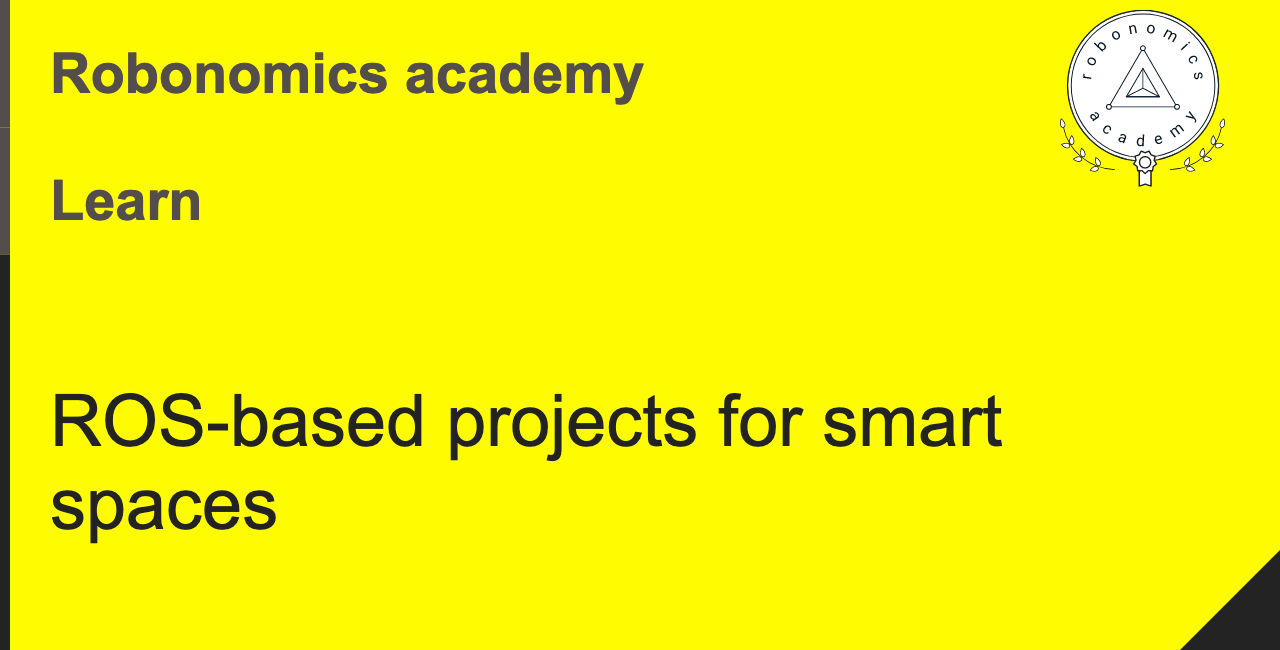 Robonomics academy
robonomics
academy
Learn
ROS-based projects for smart
spaces